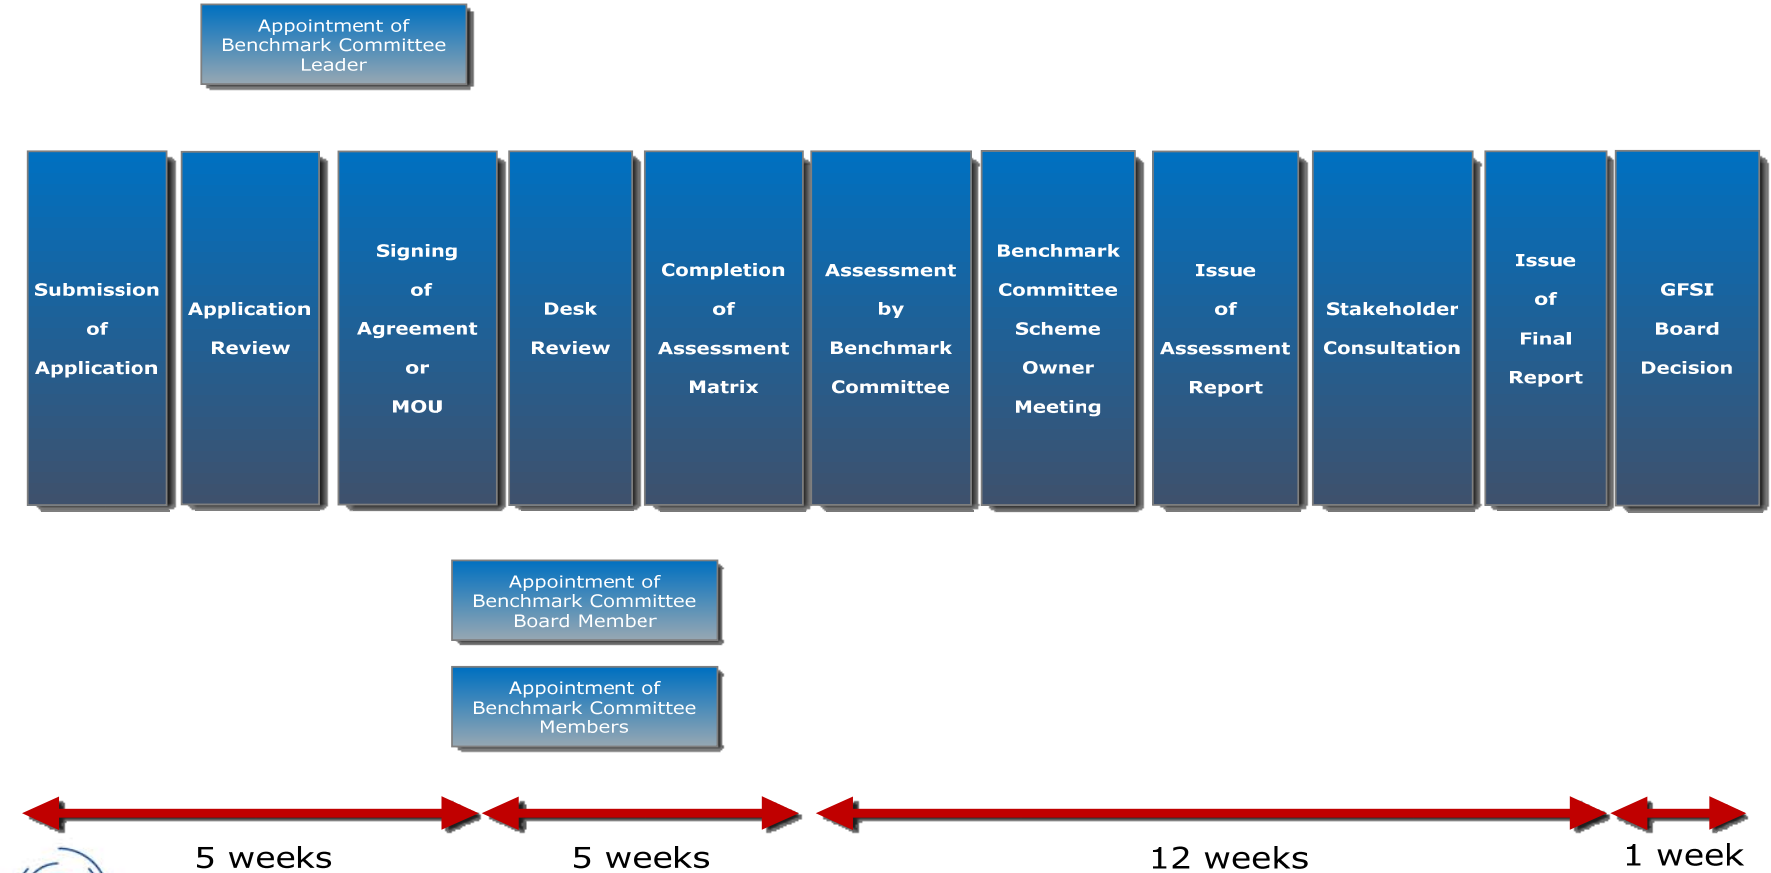 Appointment of
Benchmark Committee
Leader
Submission
of
Application
Application
Review
Signing
of
Agreement
or
MOU
Desk
Review
Completion
of
Assessment
Matrix
Assessment
by
Benchmark
Committee
Benchmark
Committee
Scheme
Owner
Meeting
Issue
of
Assessment
Report
Stakeholder
Consultation
Issue
of
Final
Report
GFSI
Board
Decision
Appointment of
Benchmark Committee
Board Member
Appointment of
Benchmark Committee
Members
5 weeks
5 weeks
12 weeks
1 week